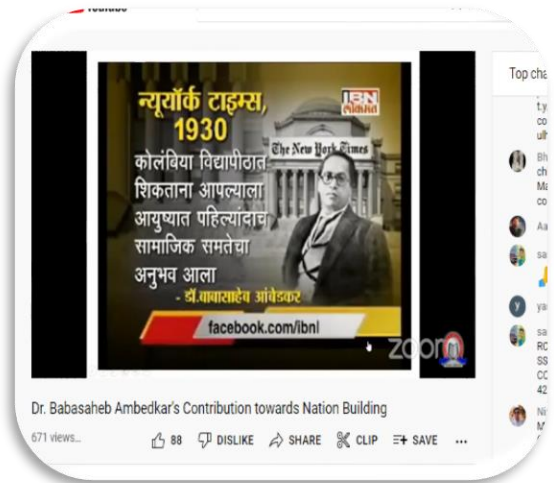 Top cha
न्यूयॉर्क टाइम्स,
1930
IBN
लोकमत
The New York Times
कोलंबिया विद्यापीठात
शिकताना आपल्याला
आयुष्यात पहिल्यांदाच
सामाजिक समतेचा
अनुभव आला
- डॉ.बाबासाहेब आंबेडकर
facebook.com/ibnl
zoom
Dr. Babasaheb Ambedkar's Contribution towards Nation Building
671 views...
88 DISLIKE SHARE CLIP SAVE ...